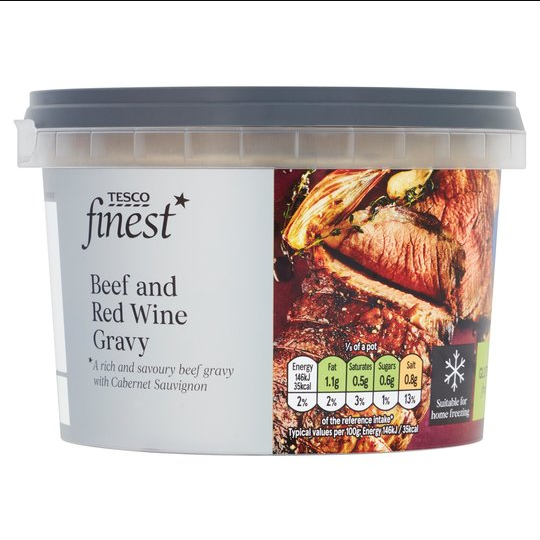 TESCO
finest*
Beef and
Red Wine
Gravy
*A rich and savoury beef gravy
with Cabernet Sauvignon
⅕ of a pot
Energy Fat Saturates Sugars Salt
146kJ
35kcal 1.1g 0.5g 0.6g 0.8g
2% 2% 3% 1% 13%
of the reference intake*
Typical values per 100g: Energy 146kJ / 35kcal
Suitable for
home freezing